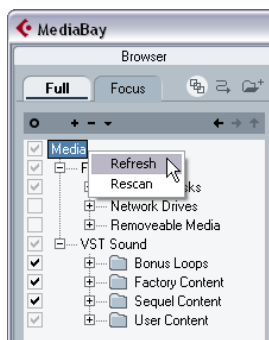 MediaBay
Browser
Full Focus
Media
Refresh
Rescan
Network Drives
Removeable Media
VST Sound
Bonus Loops
Factory Content
Sequel Content
User Content